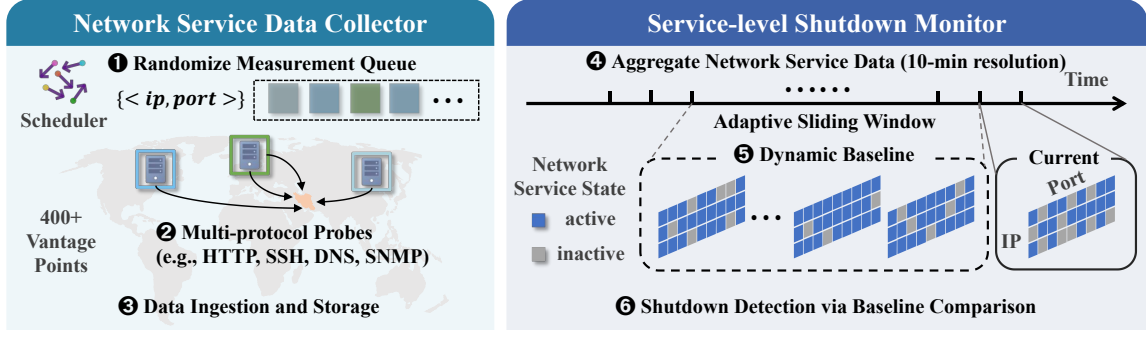 Network Service Data Collector
❶ Randomize Measurement Queue
{< ip, port >}
• • •
Scheduler
400+
Vantage
Points
❷ Multi-protocol Probes
(e.g., HTTP, SSH, DNS, SNMP)
❸ Data Ingestion and Storage
Service-level Shutdown Monitor
❹ Aggregate Network Service Data (10-min resolution)
Time
• • • • • •
Adaptive Sliding Window
❺ Dynamic Baseline
Network
Service State
active
inactive
• • •
Current
Port
IP
❻ Shutdown Detection via Baseline Comparison